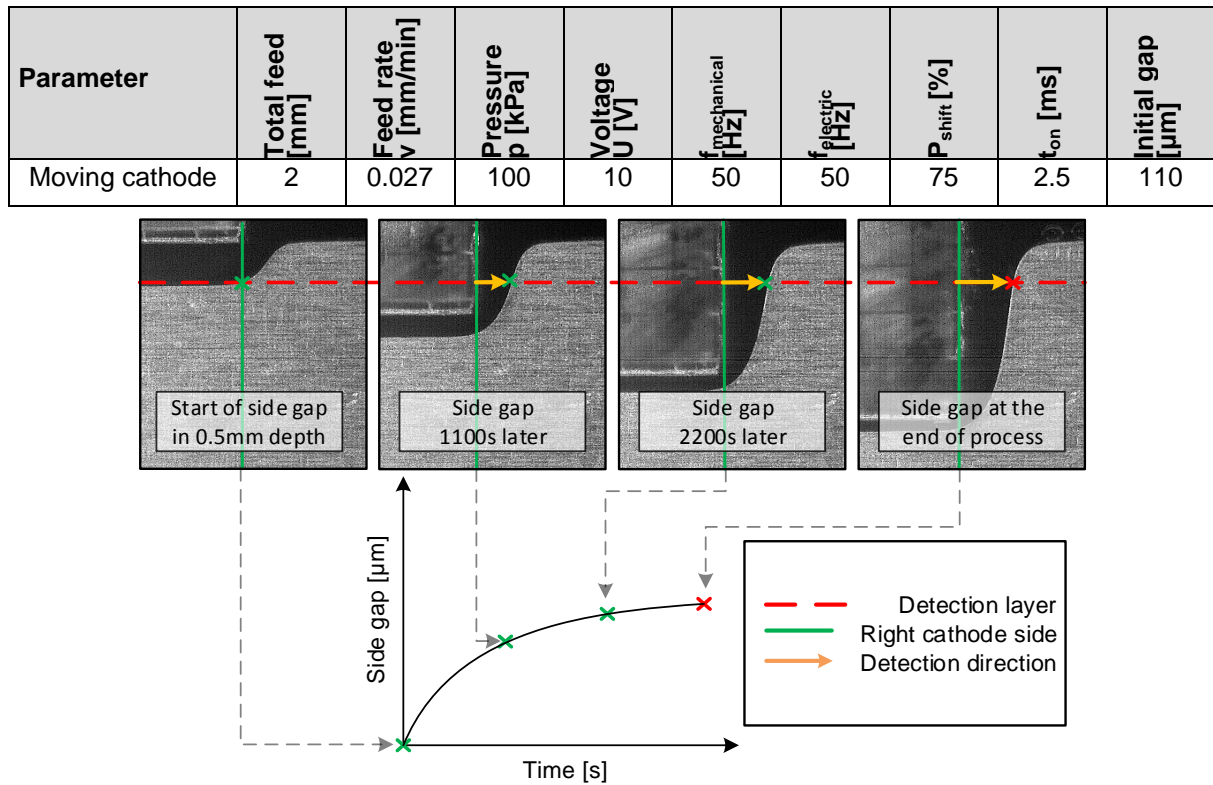 Parameter
Total feed
[mm]
Feed rate
v [mm/min]
Pressure
p [kPa]
Voltage
U [V]
fmechanical
[Hz]
felectric
[Hz]
Pshift [%]
ton [ms]
Initial gap
[µm]
Moving cathode 2 0.027 100 10 50 50 75 2.5 110
Start of side gap
in 0.5mm depth
Side gap
1100s later
Side gap
2200s later
Side gap at the
end of process
Side gap [µm]
Time [s]
Detection layer
Right cathode side
Detection direction